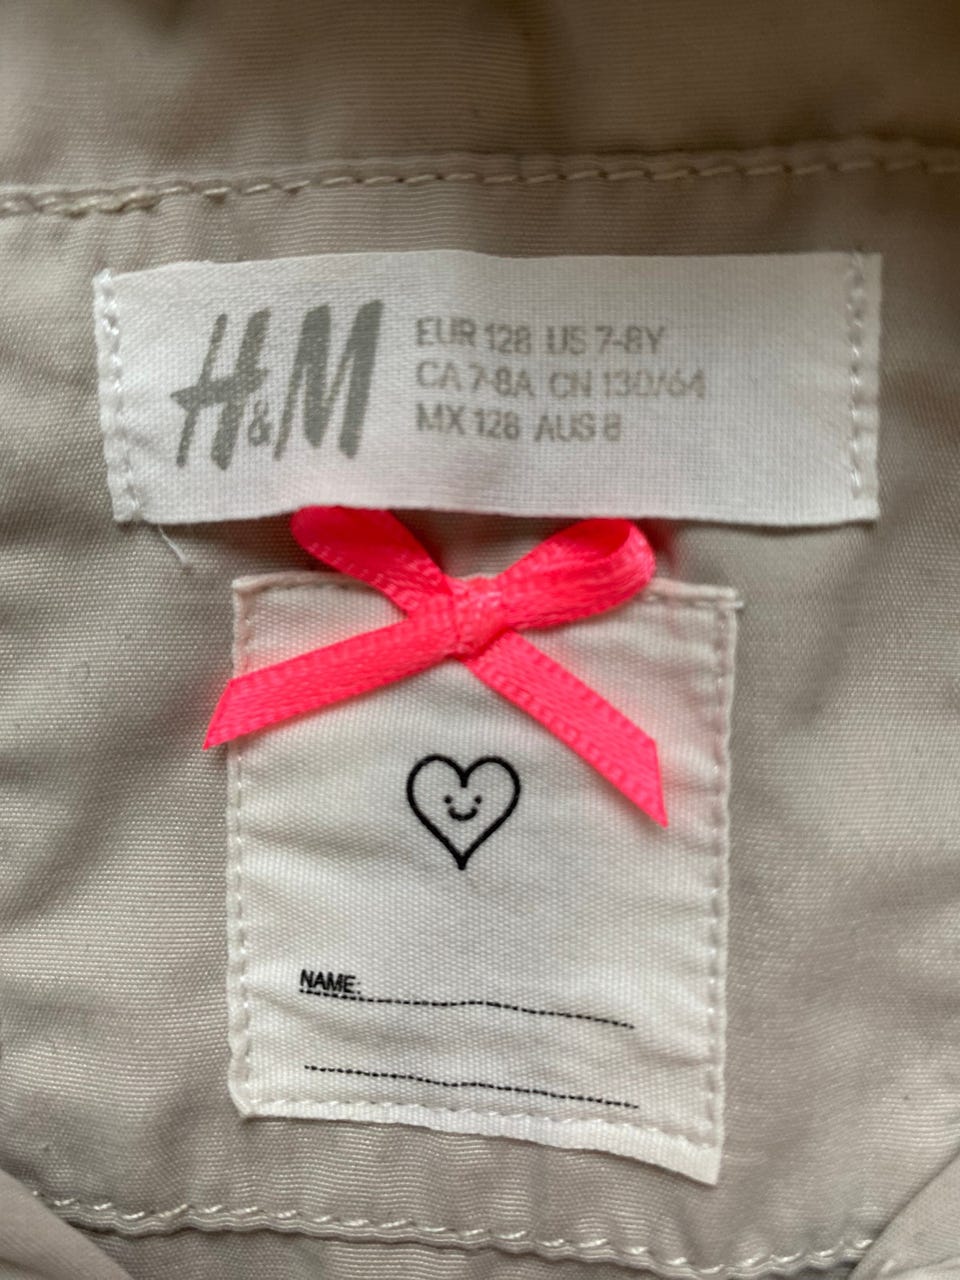 H&M
EUR 128 US 7-8Y
CA 7-8A CN 130/64
MX 128 AUS 8
NAME: